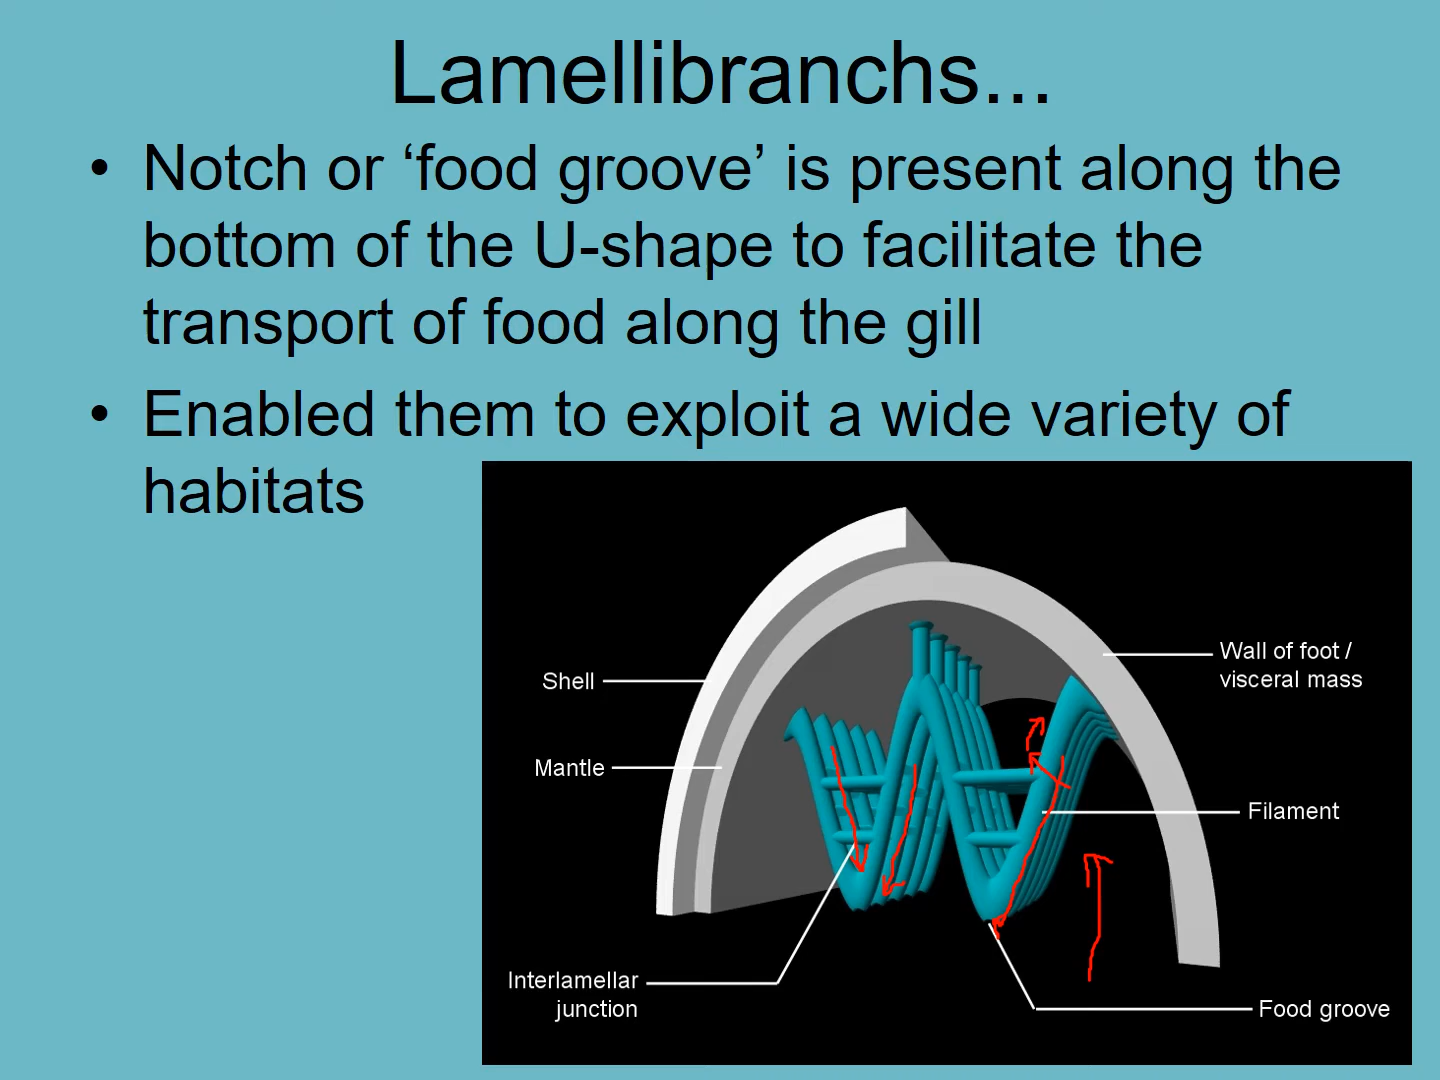 Lamellibranchs...
• Notch or ‘food groove’ is present along the
bottom of the U-shape to facilitate the
transport of food along the gill
• Enabled them to exploit a wide variety of
habitats
Shell
Mantle
Interlamellar
junction
Wall of foot /
visceral mass
Filament
Food groove